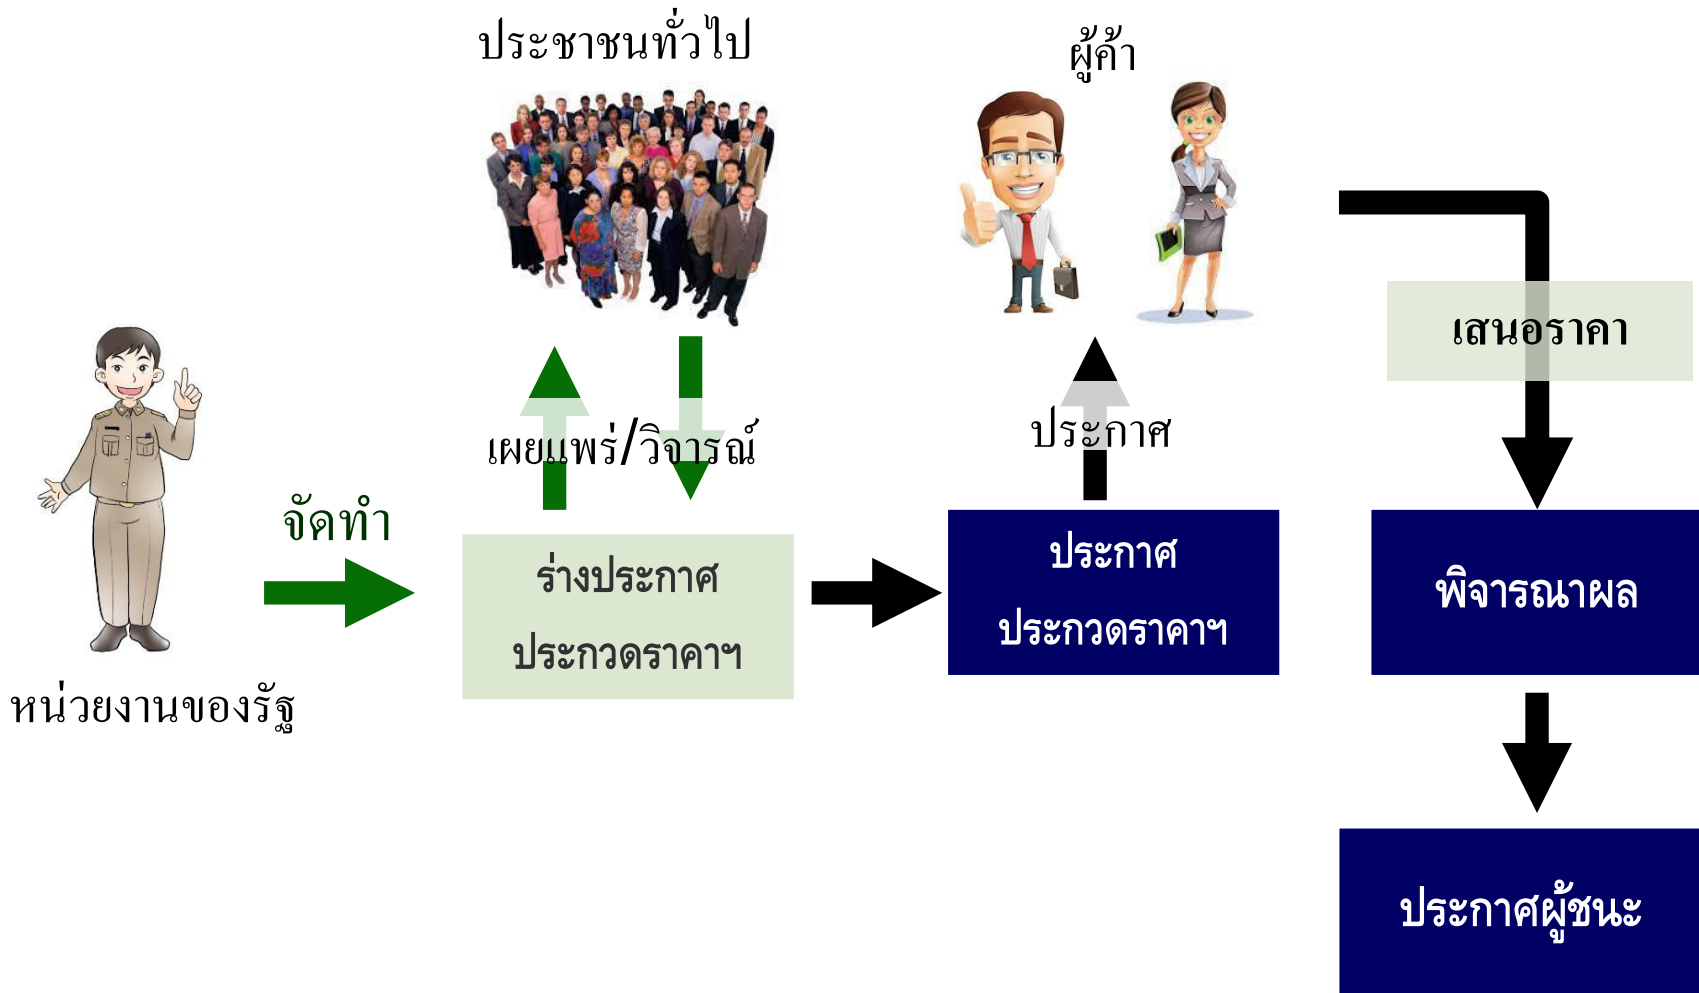 ประชาชนทั่วไป
ผู้ค้า
เสนอราคา
เผยแพร่/วิจารณ์
ประกาศ
จัดทำ
ร่างประกาศ
ประกวดราคาฯ
ประกาศ
ประกวดราคาฯ
พิจารณาผล
หน่วยงานของรัฐ
ประกาศผู้ชนะ